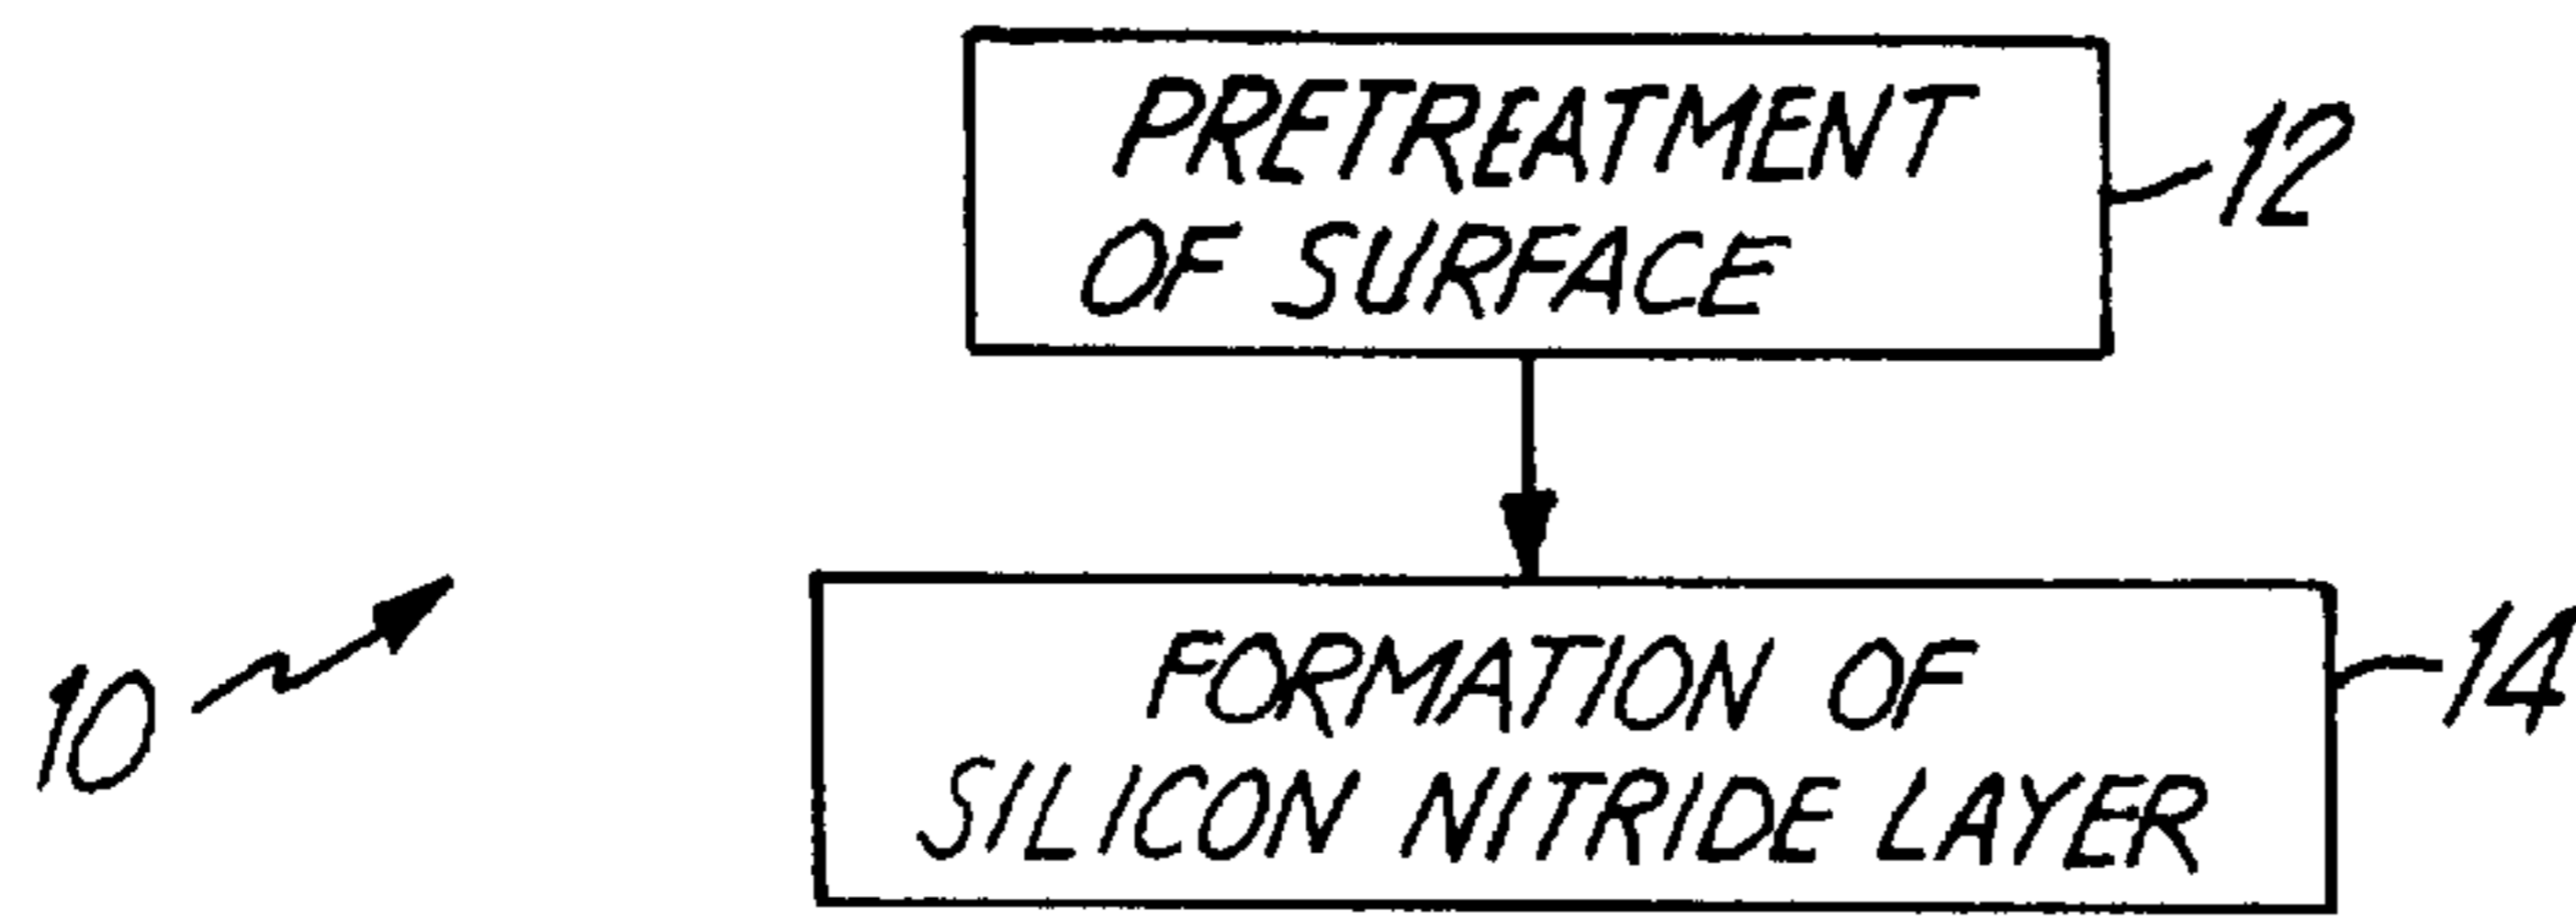 PRETREATMENT
OF SURFACE
12
10
FORMATION OF
SILICON NITRIDE LAYER
14